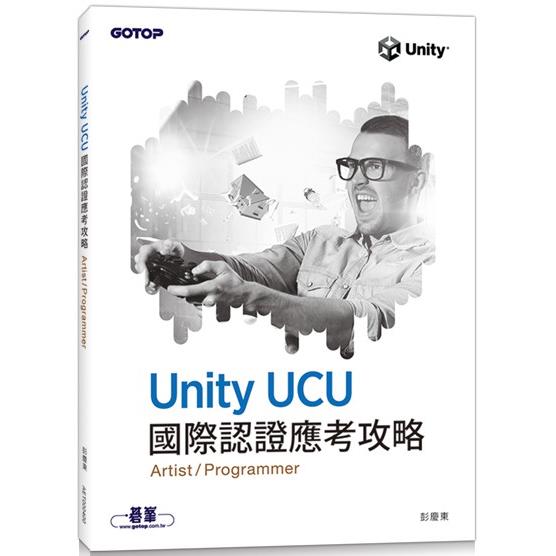 GOTOP
Unity
Unity UCU
國際認證應考攻略
Artist/Programmer
彭慶東
碁峯
www.gotop.com.tw
Unity UCU 國際認證應考攻略 Artist/Programmer
彭慶東